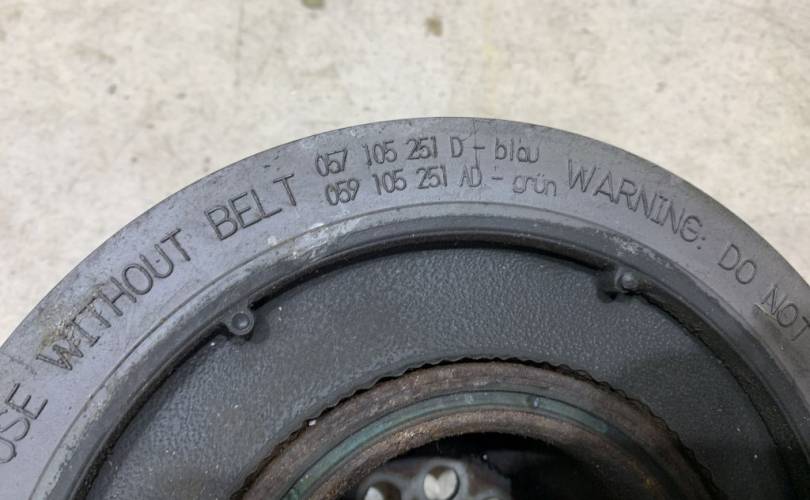 057 105 251 D - blau
059 105 251 AD - grün
WARNING: DO NOT
USE WITHOUT BELT